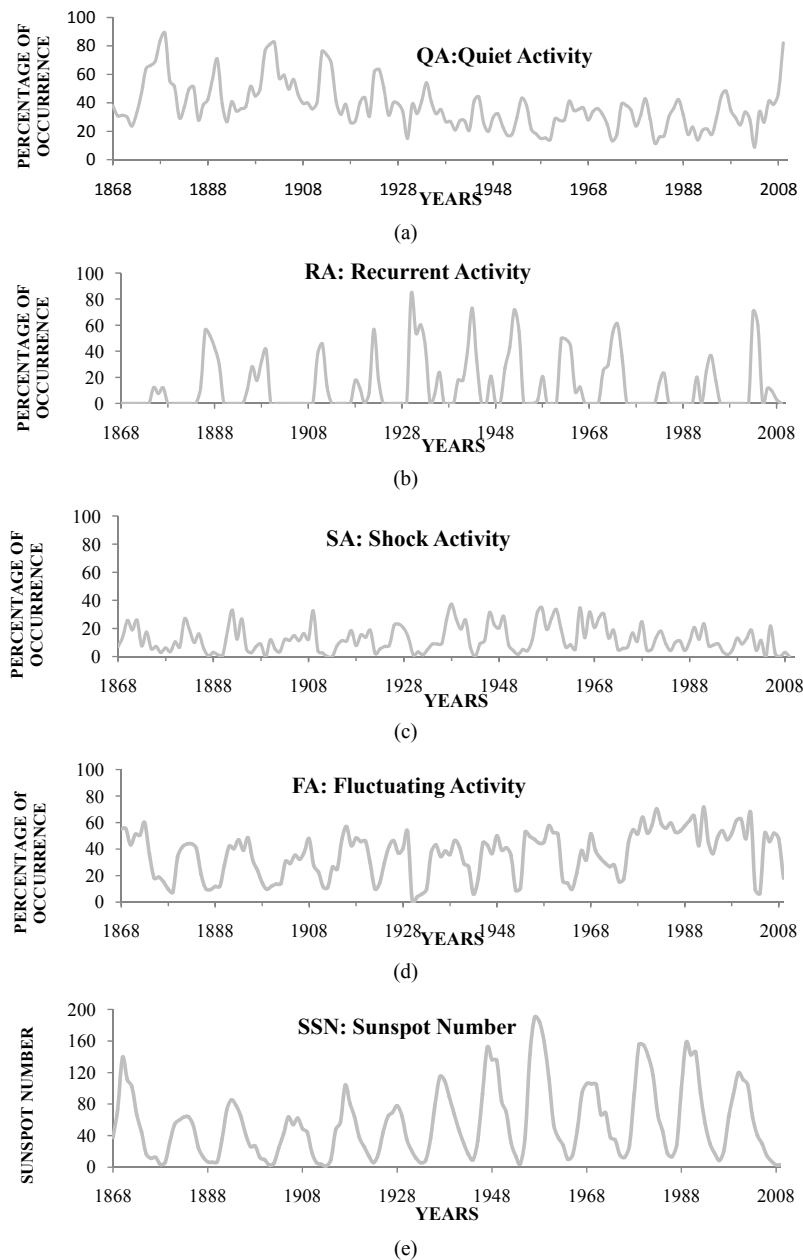 QA:Quiet Activity
PERCENTAGE OF
OCCURRENCE
100
80
60
40
20
0
1868 1888 1908 1928 1948 1968 1988 2008
YEARS
(a)
RA: Recurrent Activity
PERCENTAGE OF
OCCURRENCE
100
80
60
40
20
0
1868 1888 1908 1928 1948 1968 1988 2008
YEARS
(b)
SA: Shock Activity
PERCENTAGE OF
OCCURRENCE
100
80
60
40
20
0
1868 1888 1908 1928 1948 1968 1988 2008
YEARS
(c)
FA: Fluctuating Activity
PERCENTAGE Of
OCCURRENCE
100
80
60
40
20
0
1868 1888 1908 1928 1948 1968 1988 2008
YEARS
(d)
SSN: Sunspot Number
SUNSPOT NUMBER
200
160
120
80
40
0
1868 1888 1908 1928 1948 1968 1988 2008
YEARS
(e)